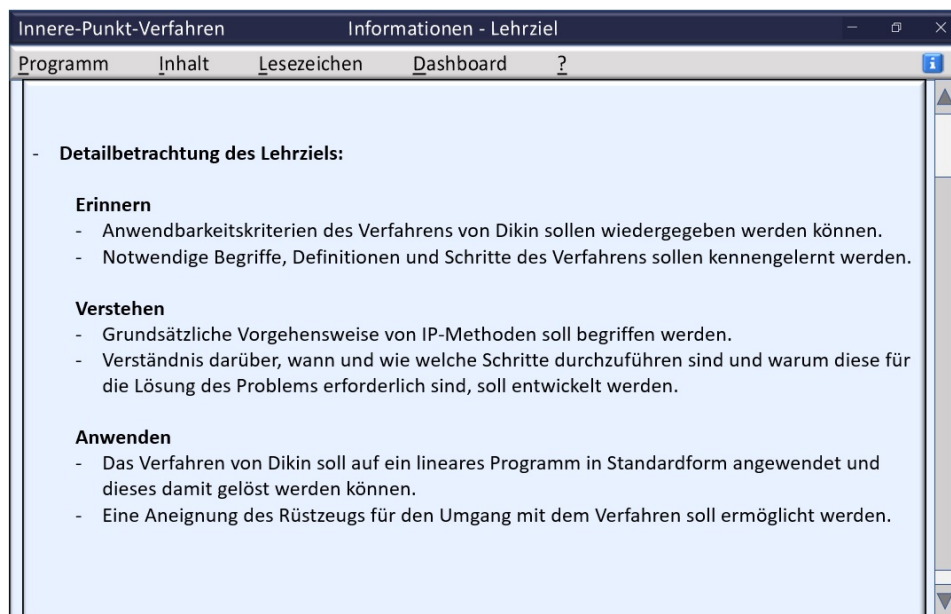 Innere-Punkt-Verfahren Informationen - Lehrziel
Programm Inhalt Lesezeichen Dashboard ?
- Detailbetrachtung des Lehrziels:
Erinnern
- Anwendbarkeitskriterien des Verfahrens von Dikin sollen wiedergegeben werden können.
- Notwendige Begriffe, Definitionen und Schritte des Verfahrens sollen kennengelernt werden.
Verstehen
- Grundsätzliche Vorgehensweise von IP-Methoden soll begriffen werden.
- Verständnis darüber, wann und wie welche Schritte durchzuführen sind und warum diese für
die Lösung des Problems erforderlich sind, soll entwickelt werden.
Anwenden
- Das Verfahren von Dikin soll auf ein lineares Programm in Standardform angewendet und
dieses damit gelöst werden können.
- Eine Aneignung des Rüstzeugs für den Umgang mit dem Verfahren soll ermöglicht werden.